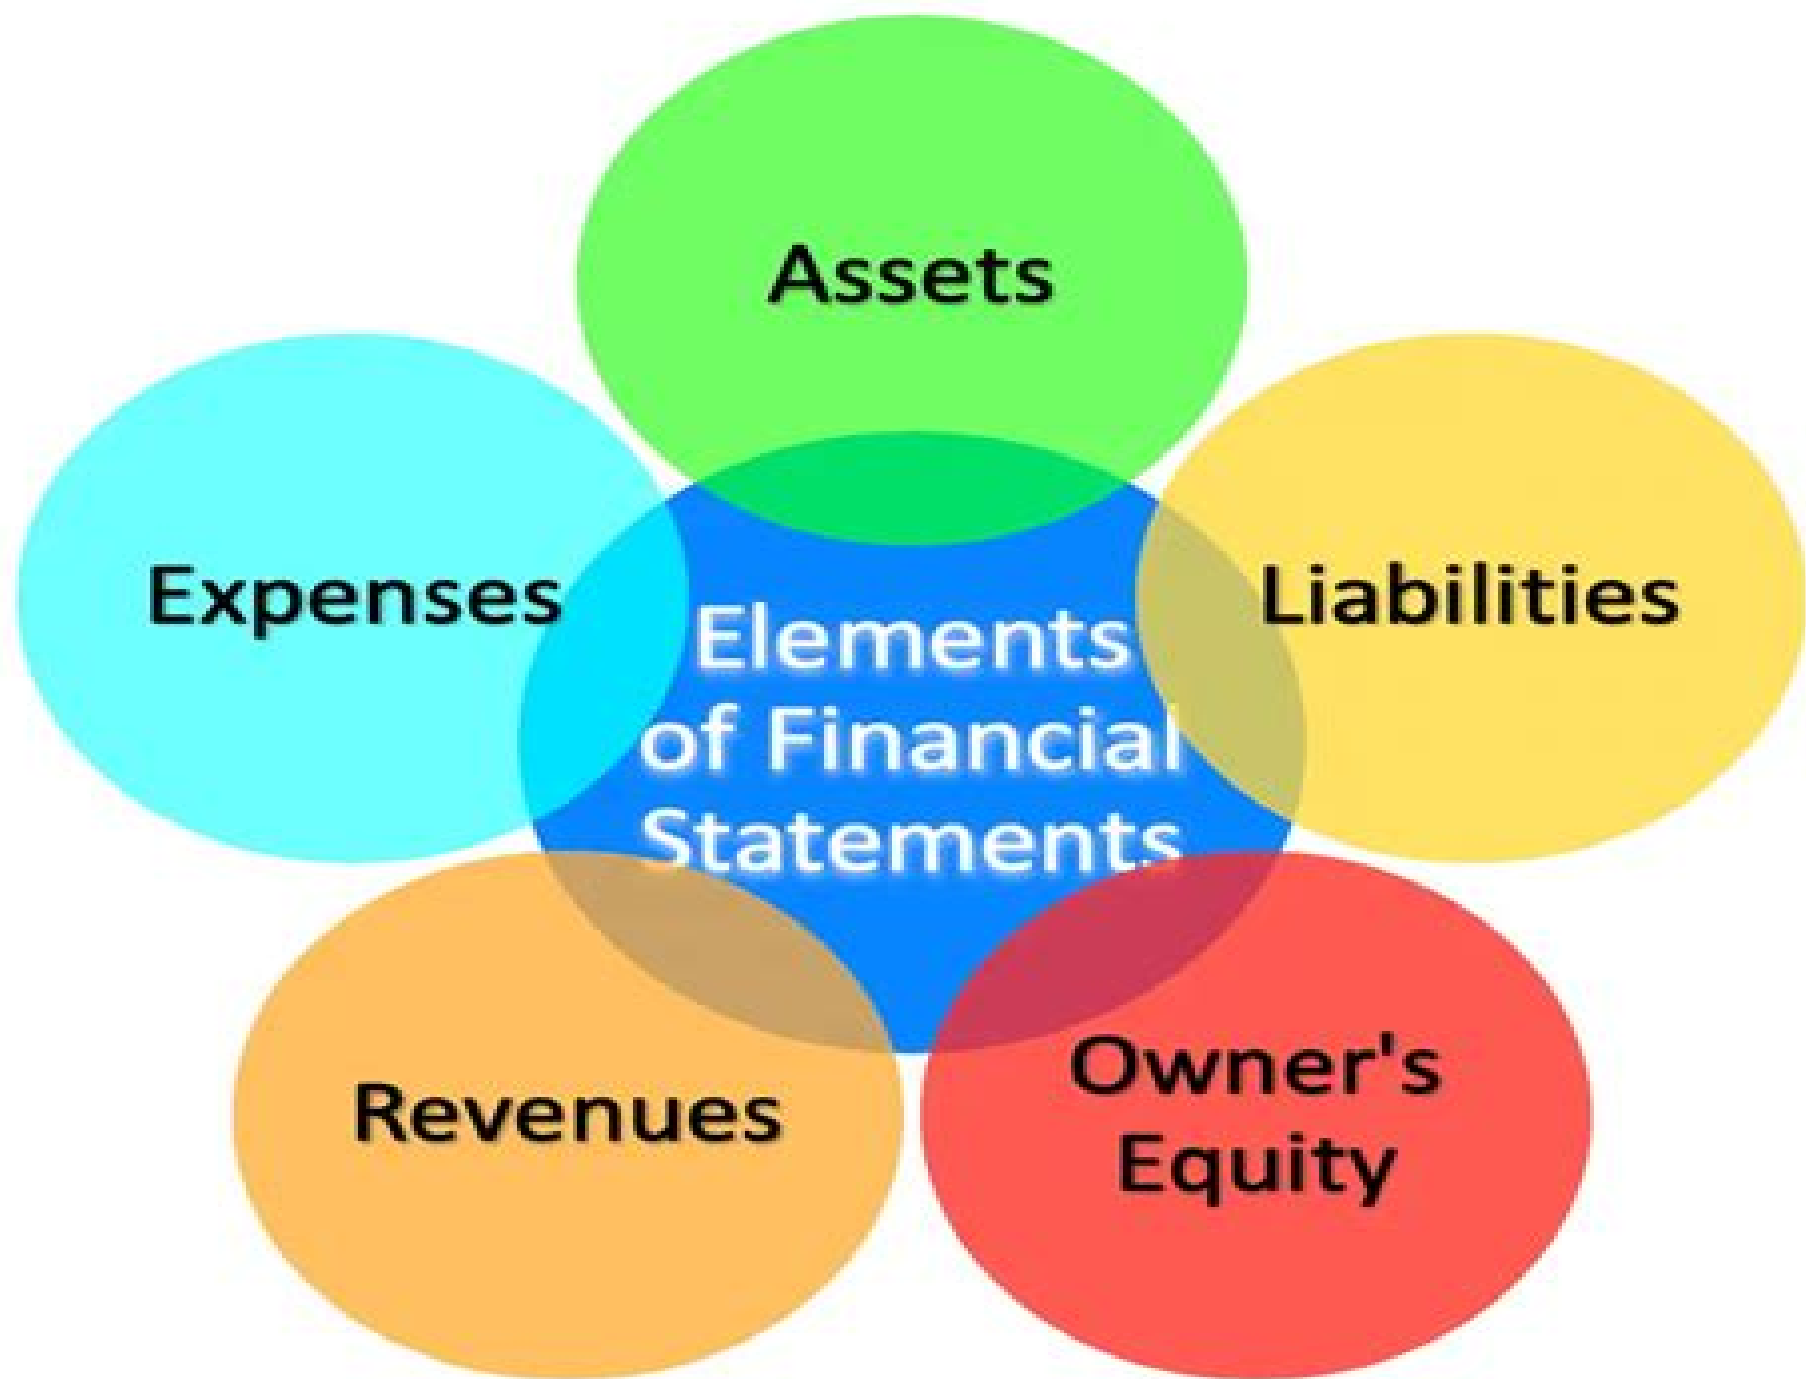 Assets
Expenses
Liabilities
Elements
of Financial
Statements
Revenues
Owner's
Equity